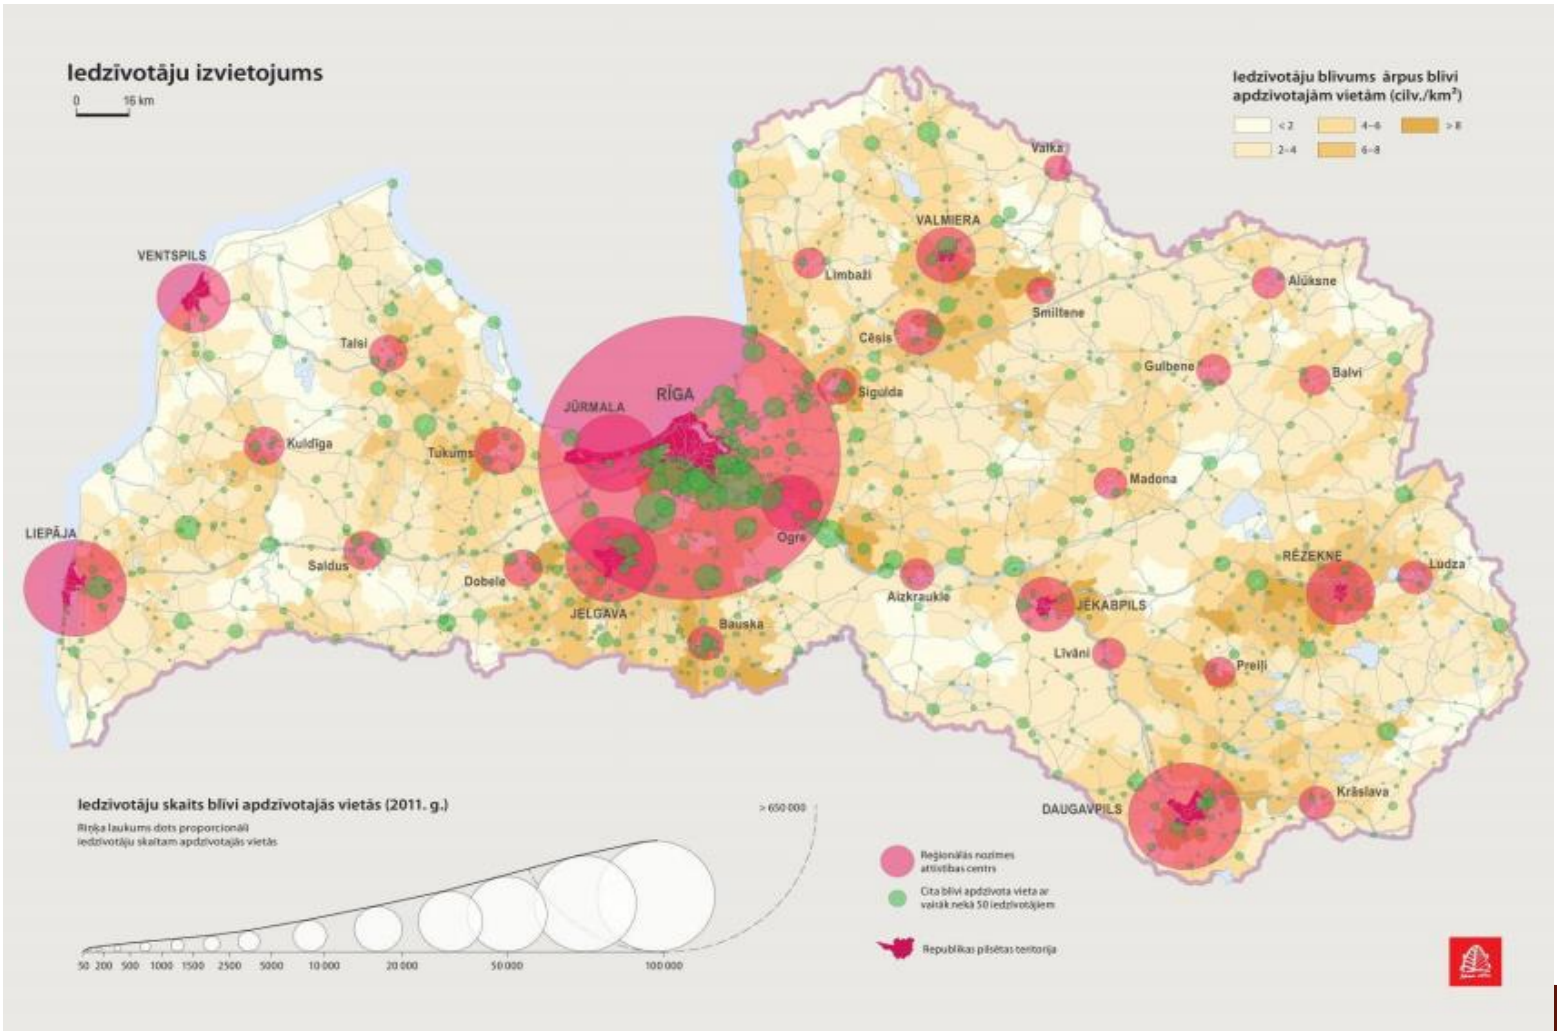 Iedzīvotāju izvietojums
0 16 km
Iedzīvotāju blīvums ārpus blīvi
apdzīvotajām vietām (cilv./km²)
< 2
4–6
> 8
2–4
6–8
Valka
VALMIERA
VENTSPILS
Limbaži
Alūksne
Smiltene
Cēsis
Talsi
Gulbene
Balvi
Sigulda
RĪGA
JŪRMALA
Kuldīga
Tukums
Madona
LIEPĀJA
Ogre
RĒZEKNE
Saldus
Ludza
Dobele
Aizkraukle
JELGAVA
JĒKABPILS
Bauska
Līvāni
Preiļi
Krāslava
DAUGAVPILS
Iedzīvotāju skaits blīvi apdzīvotajās vietās (2011. g.)
Riņķa laukums dots proporcionāli
iedzīvotāju skaitam apdzīvotajās vietās
> 650 000
50 200 500 1000 1500 2500 5000 10 000 20 000 50 000 100 000
Reģionālās nozīmes
attīstības centrs
Cita blīvi apdzīvota vieta ar
vairāk nekā 50 iedzīvotājiem
Republikas pilsētas teritorija